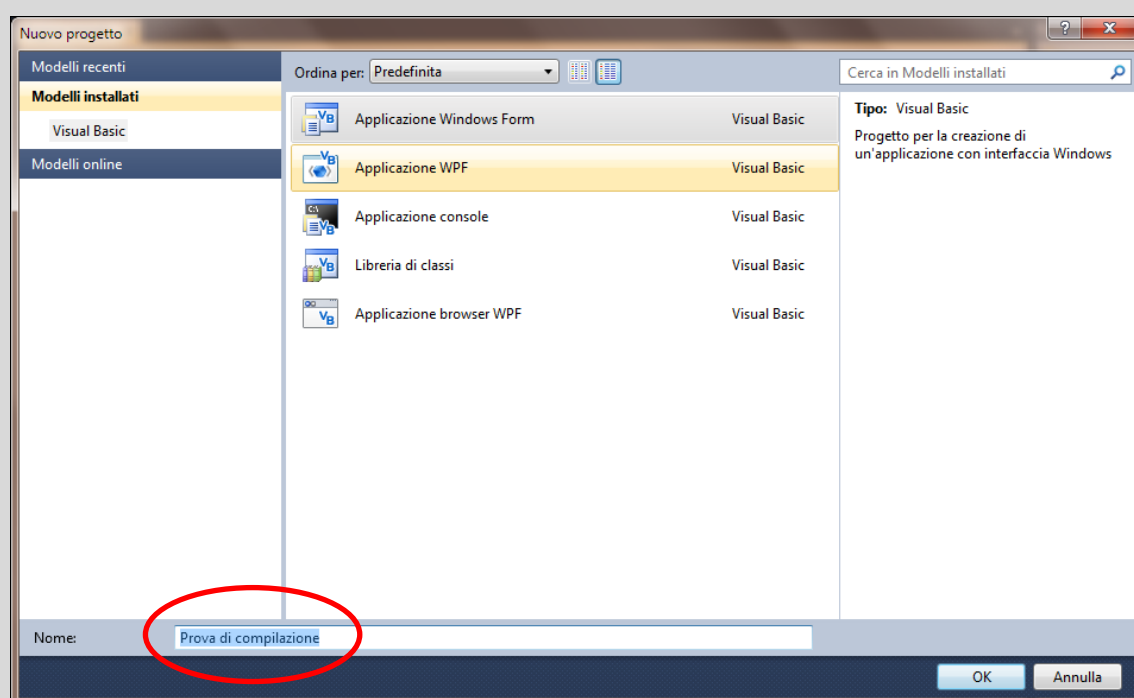 Nuovo progetto
Modelli recenti
Modelli installati
Visual Basic
Modelli online
Ordina per: Predefinita
Applicazione Windows Form Visual Basic
Applicazione WPF Visual Basic
Applicazione console Visual Basic
Libreria di classi Visual Basic
Applicazione browser WPF Visual Basic
Cerca in Modelli installati
Tipo: Visual Basic
Progetto per la creazione di
un'applicazione con interfaccia Windows
Nome: Prova di compilazione
OK Annulla